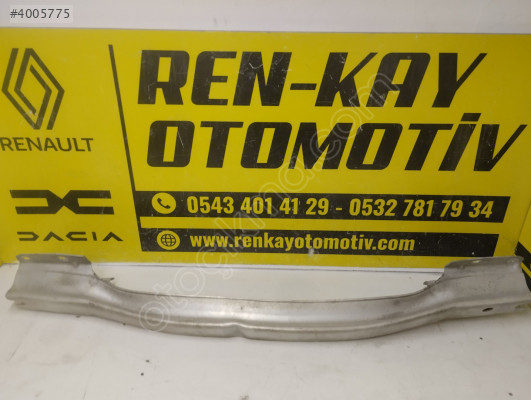 #4005775
REN-KAY
OTOMOTİV
RENAULT
0543 401 41 29 - 0532 781 79 34
DACIA
www.renkayotomotiv.com